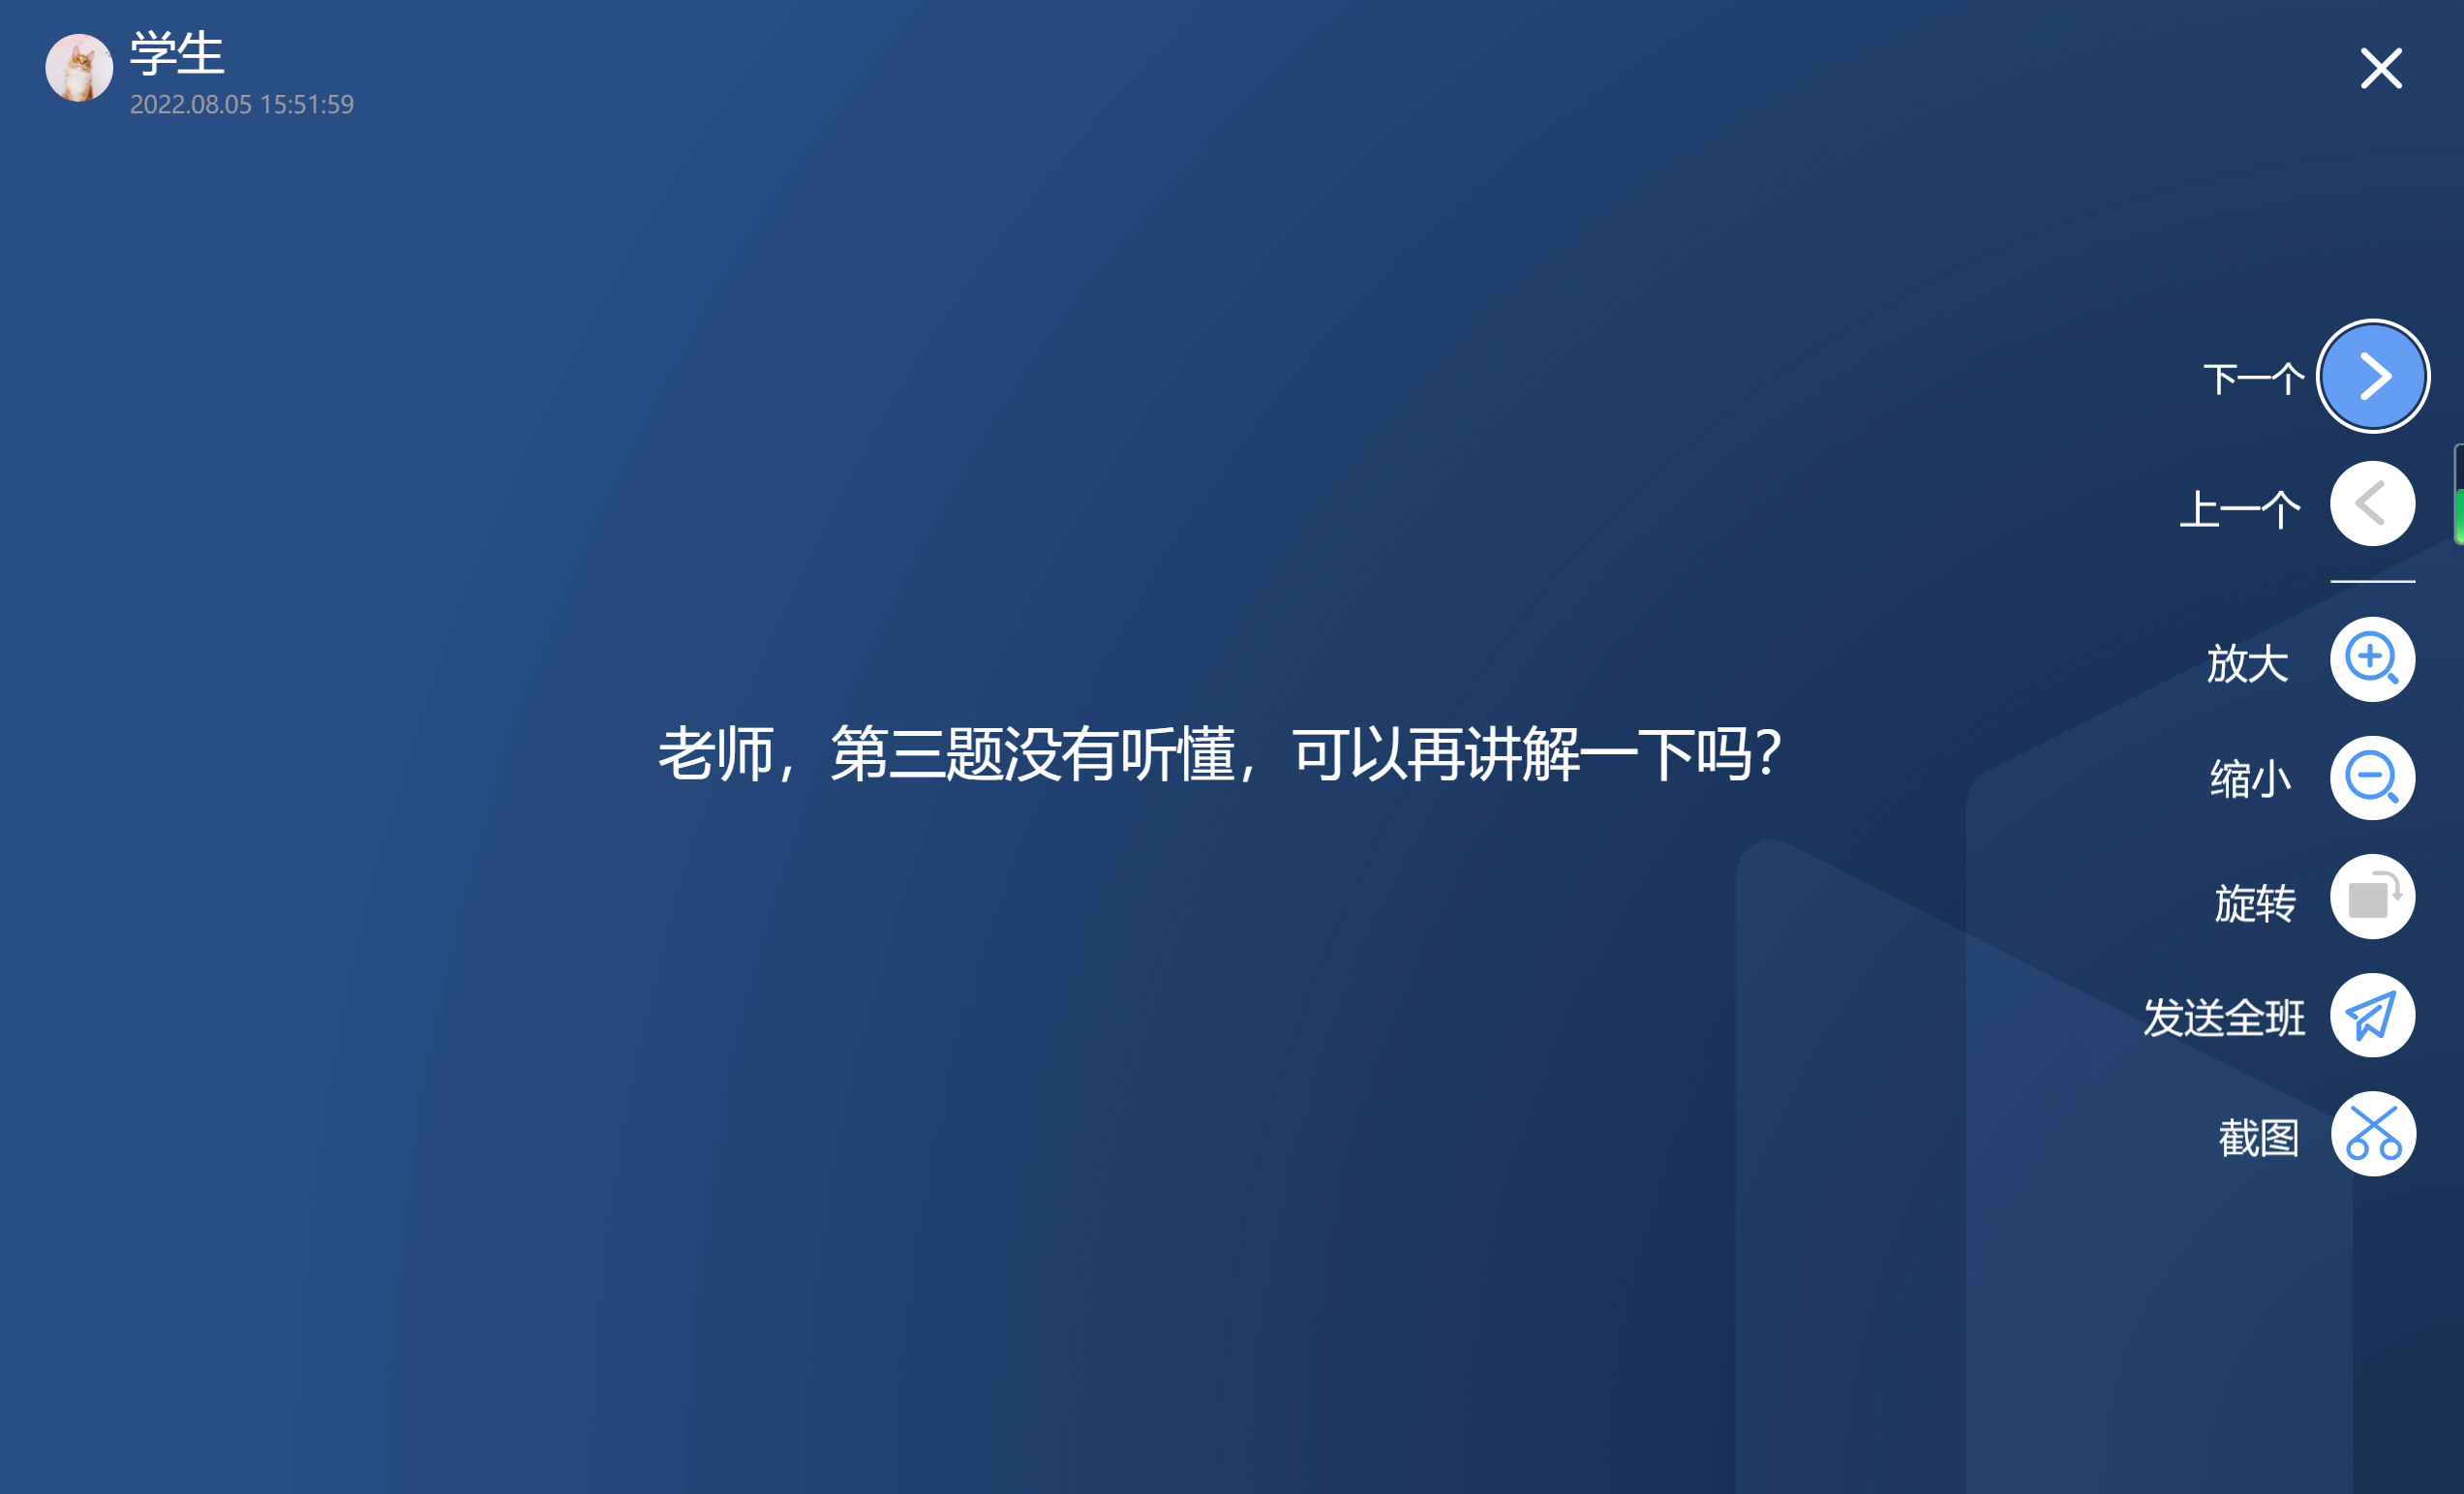 学生
2022.08.05 15:51:59
下一个
上一个
放大
老师，第三题没有听懂，可以再讲解一下吗？
缩小
旋转
发送全班
截图